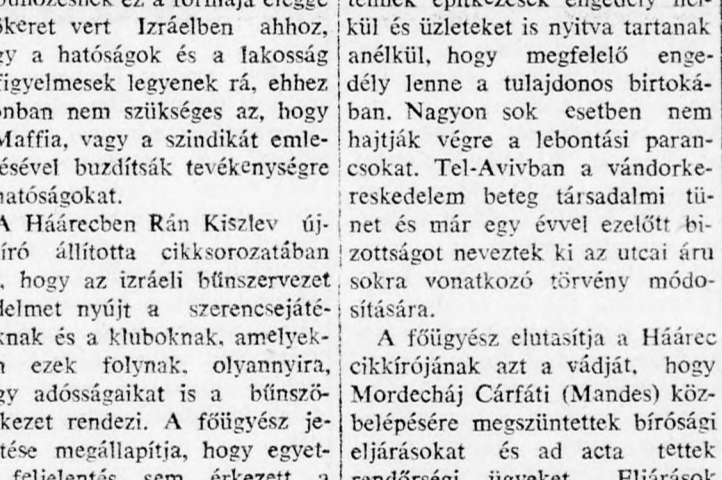 ez a formája eléggé
vert Izráelben ahhoz,
a hatóságok és a lakosság
figyelmesek legyenek rá, ehhez
nem szükséges az, hogy
Maffia, vagy a szindikát emle-
ésével buzdítsák tevékenységre
hatóságokat.
A Háárecben Rán Kiszlev új-
író állította cikksorozatában
, hogy az izráeli bűnszervezet
delmet nyújt a szerencsejáté-
knak és a kluboknak, amelyek-
ezek folynak, olyannyira,
gy adósságaikat is a bűnszö-
kezet rendezi. A főügyész je-
tése megállapítja, hogy egyet-
feljelentés sem érkezett a
építkezések engedély nél-
kül és üzleteket is nyitva tartanak
anélkül, hogy megfelelő enge-
dély lenne a tulajdonos birtoká-
ban. Nagyon sok esetben nem
hajtják végre a lebontási paran-
csokat. Tel-Avivban a vándorke-
reskedelem beteg társadalmi tü-
net és már egy évvel ezelőtt bi-
zottságot neveztek ki az utcai áru
sokra vonatkozó törvény módo-
sítására.
A főügyész elutasítja a Háárec
cikkírójának azt a vádját, hogy
Mordecháj Cárfáti (Mandes) köz-
belépésére megszüntettek bírósági
eljárásokat és ad acta tettek
rendőrségi ügyeket. Eljárások